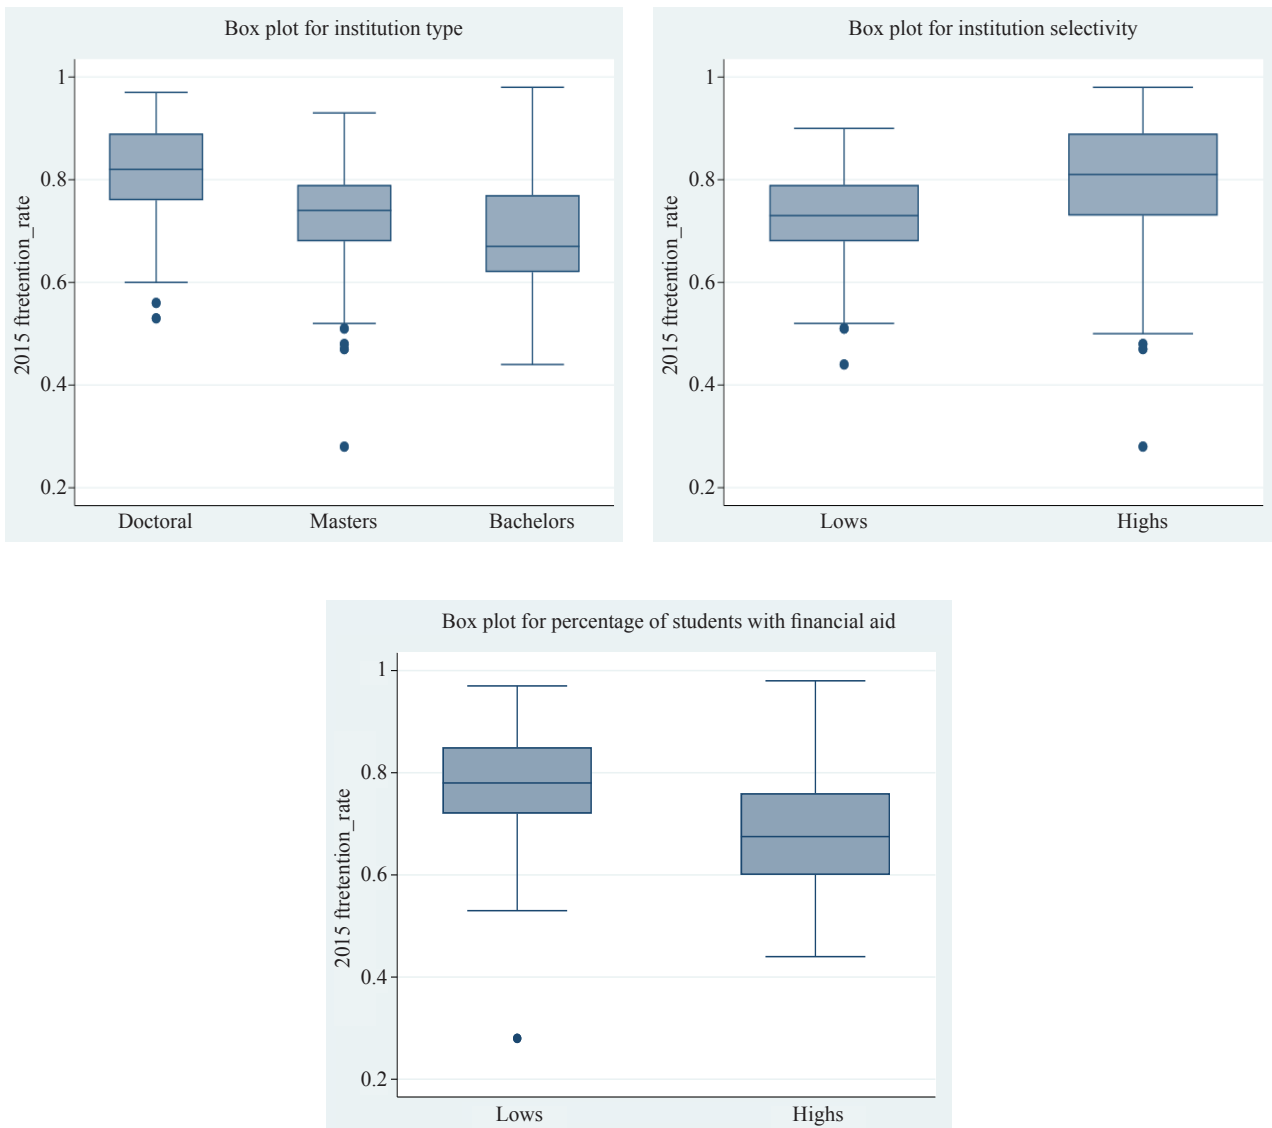 Box plot for institution type
1
0.8
0.6
0.4
0.2
2015 ftretention_rate
Doctoral Masters Bachelors
Box plot for institution selectivity
1
0.8
0.6
0.4
0.2
2015 ftretention_rate
Lows Highs
Box plot for percentage of students with financial aid
1
0.8
0.6
0.4
0.2
2015 ftretention_rate
Lows Highs